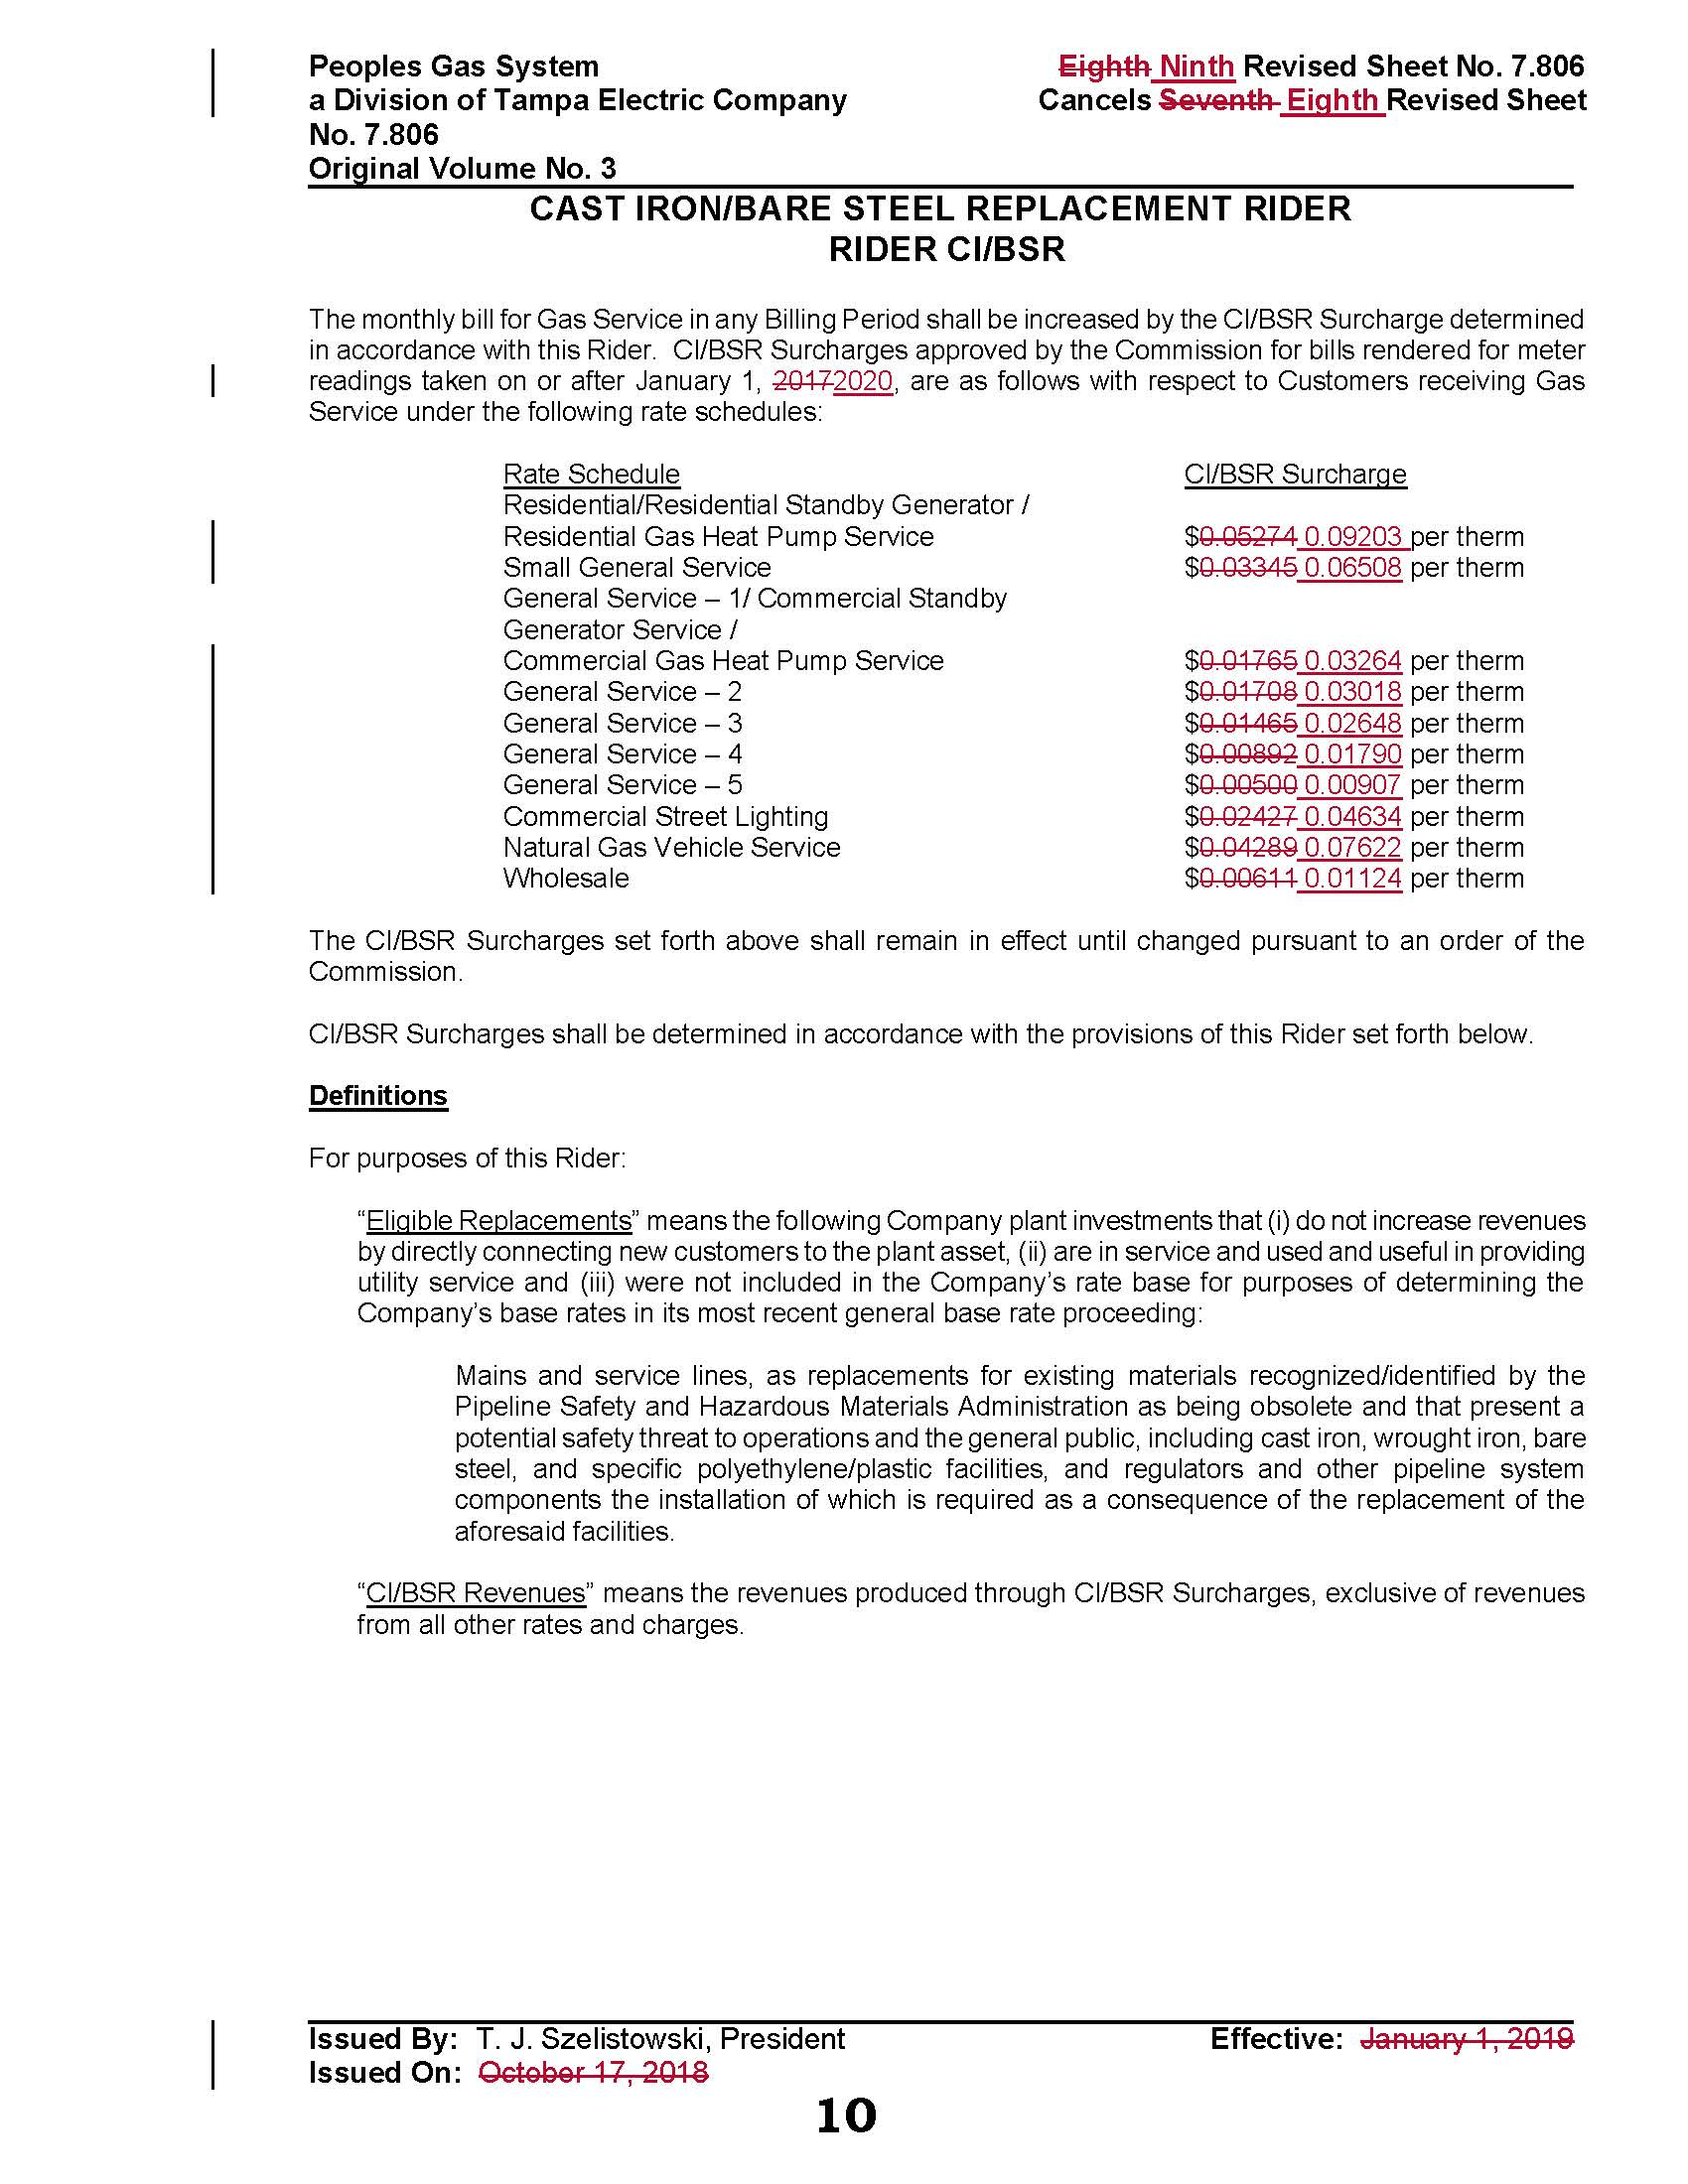 Peoples Gas System Eighth Ninth Revised Sheet No. 7.806
a Division of Tampa Electric Company Cancels Seventh Eighth Revised Sheet
No. 7.806
Original Volume No. 3
CAST IRON/BARE STEEL REPLACEMENT RIDER
RIDER CI/BSR
The monthly bill for Gas Service in any Billing Period shall be increased by the CI/BSR Surcharge determined
in accordance with this Rider. CI/BSR Surcharges approved by the Commission for bills rendered for meter
readings taken on or after January 1, 20172020, are as follows with respect to Customers receiving Gas
Service under the following rate schedules:
Rate Schedule CI/BSR Surcharge
Residential/Residential Standby Generator /
Residential Gas Heat Pump Service $0.05274 0.09203 per therm
Small General Service $0.03345 0.06508 per therm
General Service – 1/ Commercial Standby
Generator Service /
Commercial Gas Heat Pump Service $0.01765 0.03264 per therm
General Service – 2 $0.01708 0.03018 per therm
General Service – 3 $0.01465 0.02648 per therm
General Service – 4 $0.00892 0.01790 per therm
General Service – 5 $0.00500 0.00907 per therm
Commercial Street Lighting $0.02427 0.04634 per therm
Natural Gas Vehicle Service $0.04289 0.07622 per therm
Wholesale $0.00611 0.01124 per therm
The CI/BSR Surcharges set forth above shall remain in effect until changed pursuant to an order of the
Commission.
CI/BSR Surcharges shall be determined in accordance with the provisions of this Rider set forth below.
Definitions
For purposes of this Rider:
“Eligible Replacements” means the following Company plant investments that (i) do not increase revenues
by directly connecting new customers to the plant asset, (ii) are in service and used and useful in providing
utility service and (iii) were not included in the Company’s rate base for purposes of determining the
Company’s base rates in its most recent general base rate proceeding:
Mains and service lines, as replacements for existing materials recognized/identified by the
Pipeline Safety and Hazardous Materials Administration as being obsolete and that present a
potential safety threat to operations and the general public, including cast iron, wrought iron, bare
steel, and specific polyethylene/plastic facilities, and regulators and other pipeline system
components the installation of which is required as a consequence of the replacement of the
aforesaid facilities.
“CI/BSR Revenues” means the revenues produced through CI/BSR Surcharges, exclusive of revenues
from all other rates and charges.
Issued By: T. J. Szelistowski, President Effective: January 1, 2019
Issued On: October 17, 2018
10